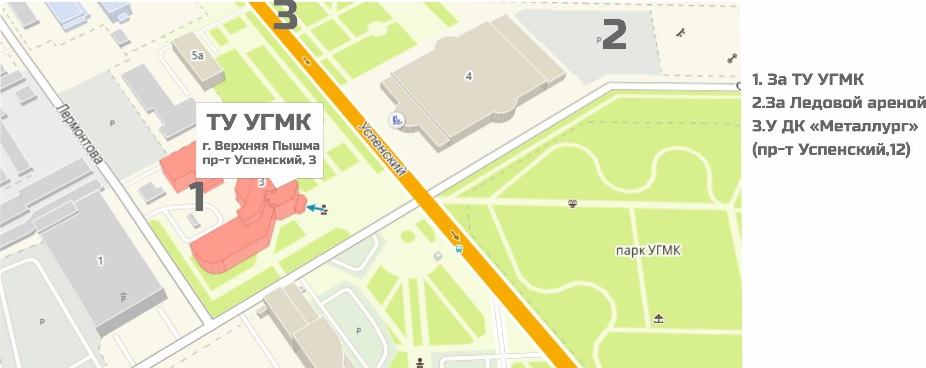 3
2
5а
4
Р
Лермонтова
ТУ УГМК
г. Верхняя Пышма
пр-т Успенский, 3
Успенский
3
1
1
парк УГМК
Р
Р
Р
1. За ТУ УГМК
2.За Ледовой ареной
3.У ДК «Металлург»
(пр-т Успенский,12)